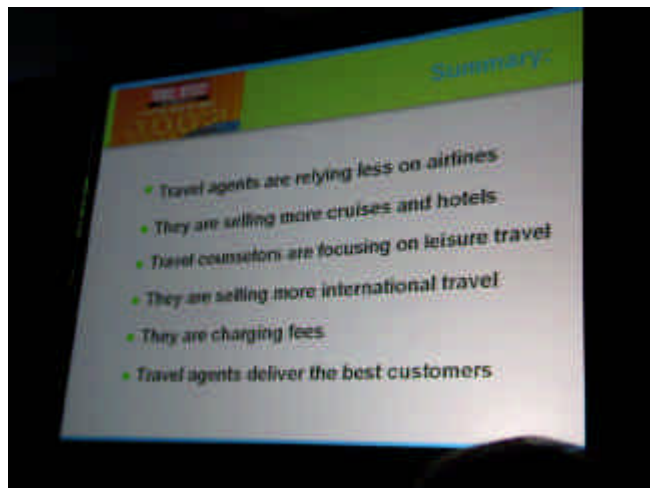 Summary:
Travel agents are relying less on airlines
They are selling more cruises and hotels
Travel counselors are focusing on leisure travel
They are selling more international travel
They are charging fees
Travel agents deliver the best customers